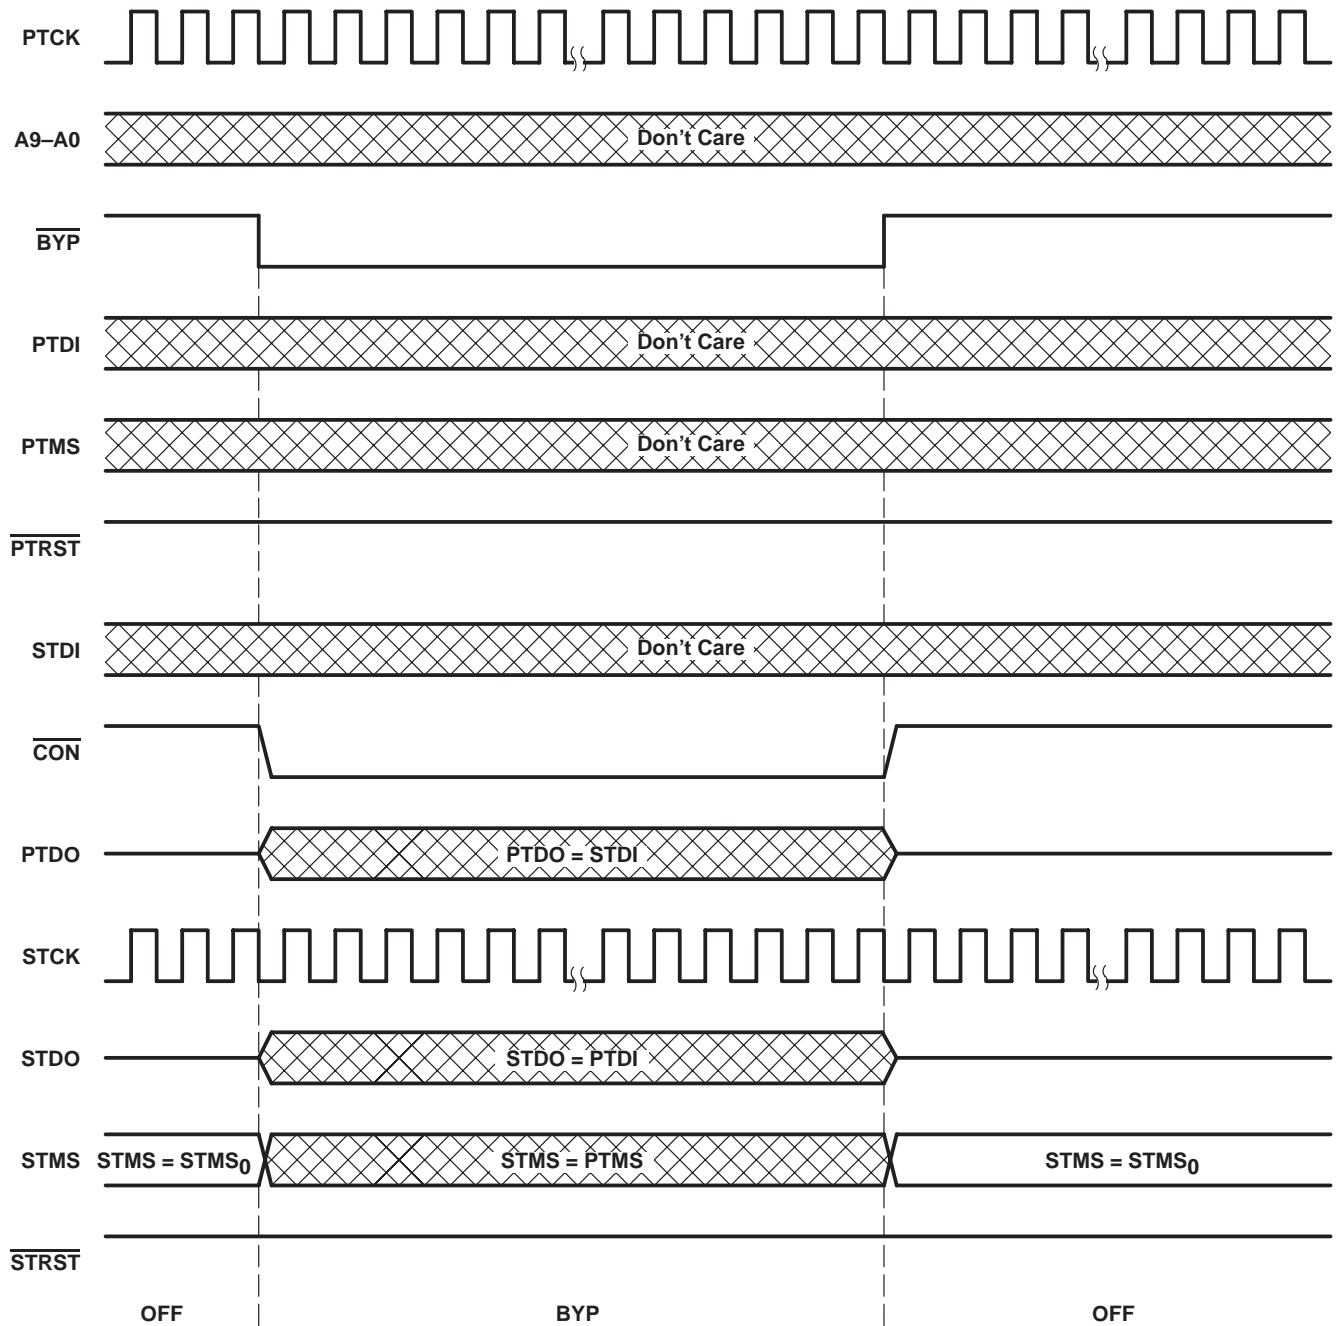 PTCK
A9–A0 Don't Care
BYP
PTDI Don't Care
PTMS Don't Care
PTRST
STDI Don't Care
CON
PTDO PTDO = STDI
STCK
STDO STDO = PTDI
STMS STMS = STMS0 STMS = PTMS STMS = STMS0
STRST
OFF BYP OFF